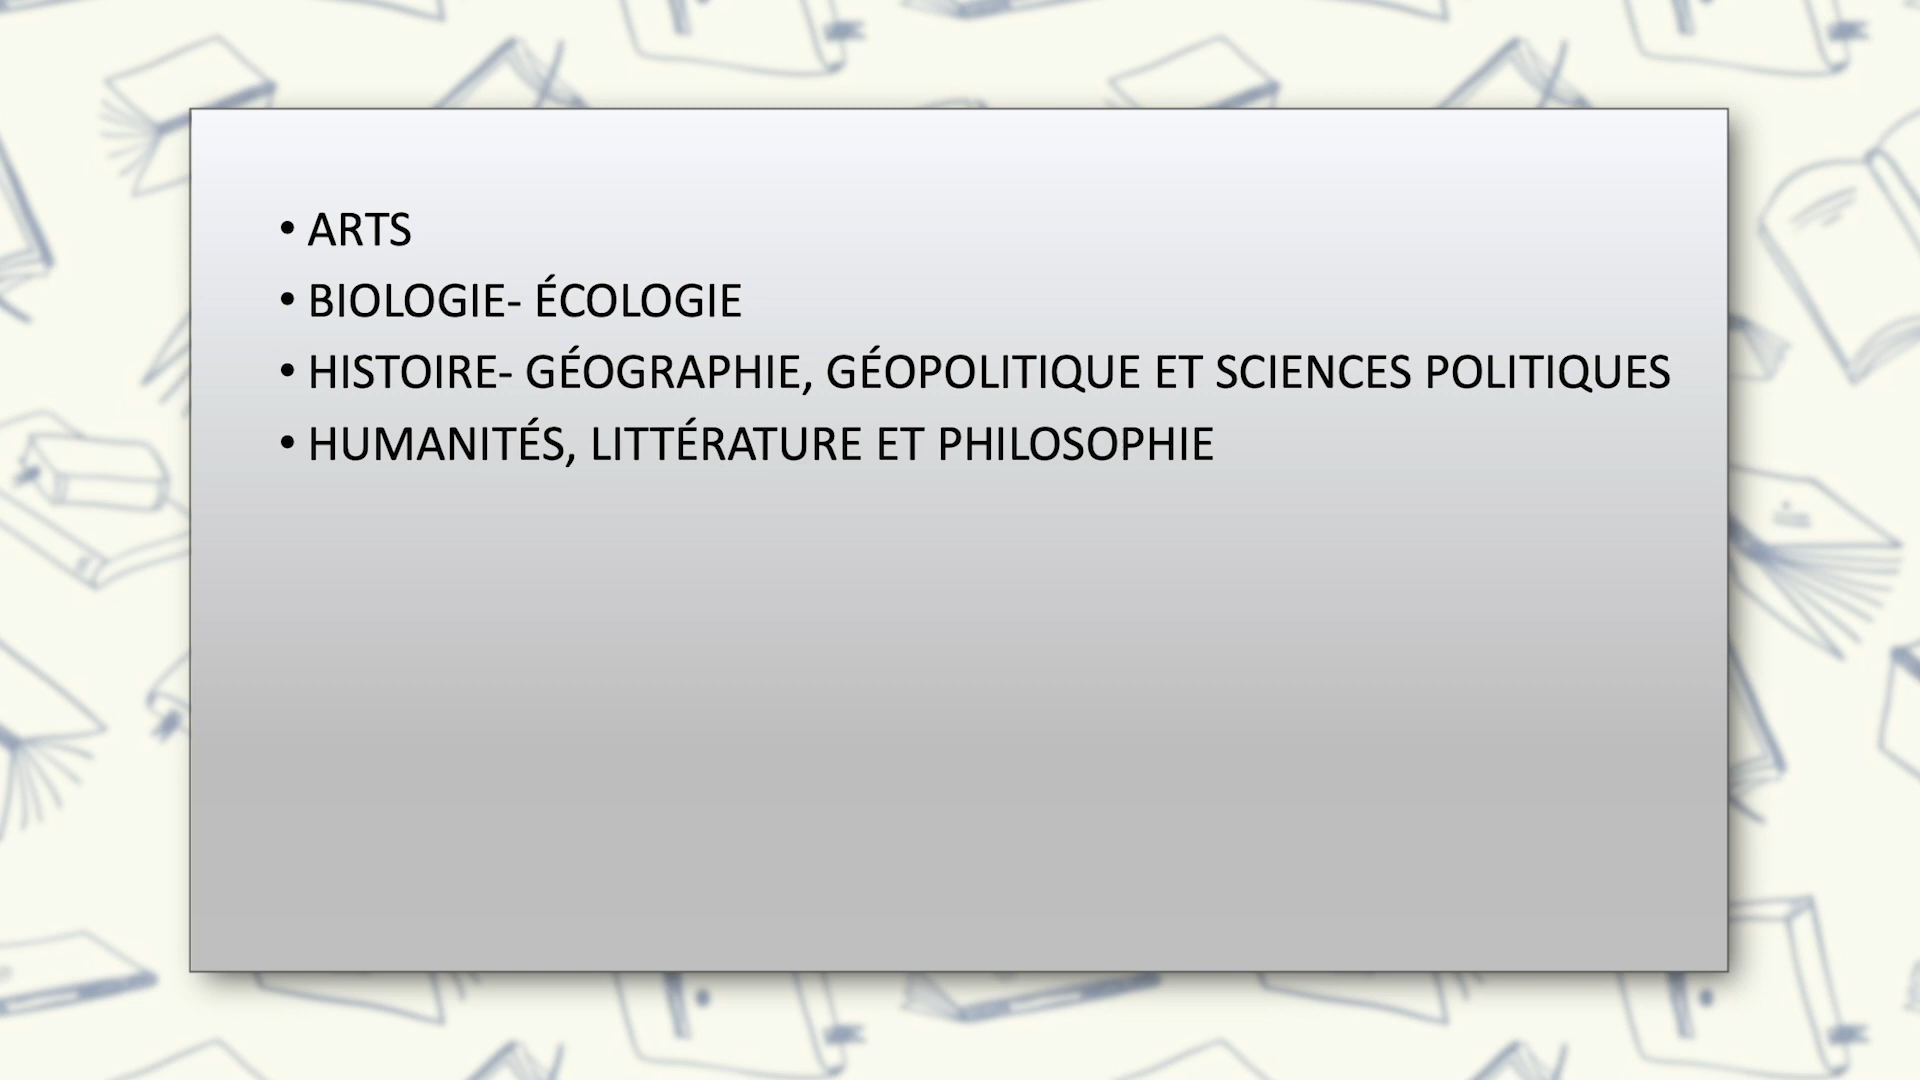 • ARTS
• BIOLOGIE- ÉCOLOGIE
• HISTOIRE- GÉOGRAPHIE, GÉOPOLITIQUE ET SCIENCES POLITIQUES
• HUMANITÉS, LITTÉRATURE ET PHILOSOPHIE